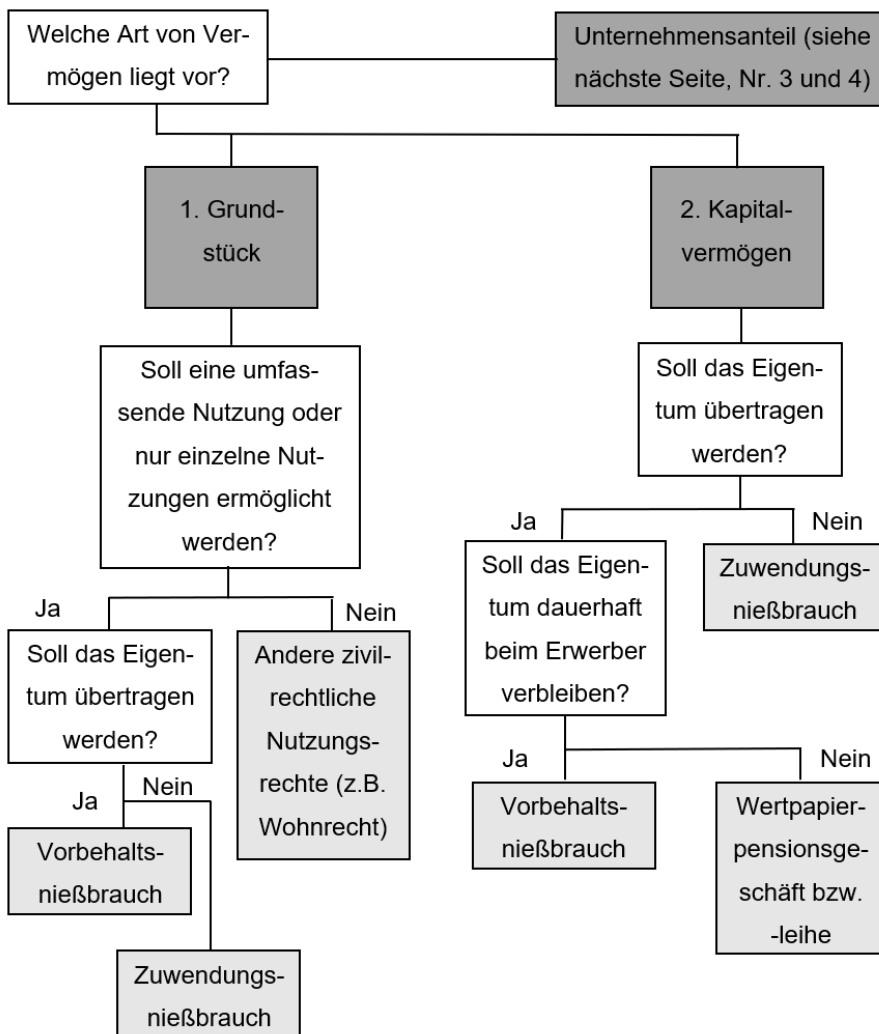 Welche Art von Ver-
mögen liegt vor?
Unternehmensanteil (siehe
nächste Seite, Nr. 3 und 4)
1. Grund-
stück
2. Kapital-
vermögen
Soll eine umfas-
sende Nutzung oder
nur einzelne Nut-
zungen ermöglicht
werden?
Soll das Eigen-
tum übertragen
werden?
Ja
Nein
Ja
Nein
Soll das Eigen-
tum übertragen
werden?
Andere zivil-
rechtliche
Nutzungs-
rechte (z.B.
Wohnrecht)
Soll das Eigen-
tum dauerhaft
beim Erwerber
verbleiben?
Zuwendungs-
nießbrauch
Ja
Nein
Ja
Nein
Vorbehalts-
nießbrauch
Zuwendungs-
nießbrauch
Vorbehalts-
nießbrauch
Wertpapier-
pensionsge-
schäft bzw.
-leihe